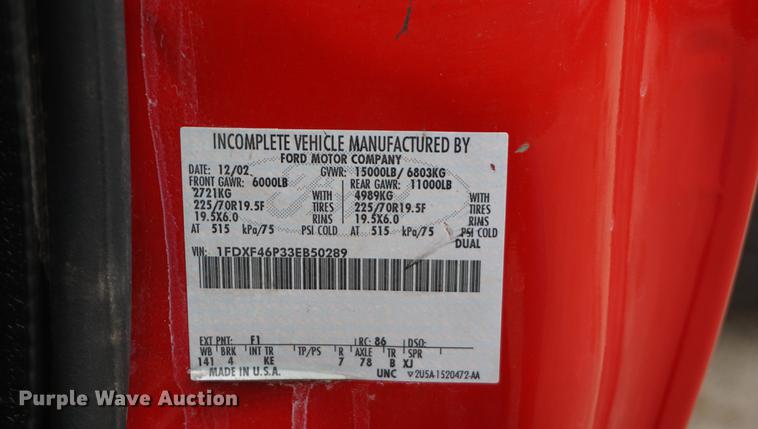 INCOMPLETE VEHICLE MANUFACTURED BY
FORD MOTOR COMPANY
DATE: 12/02 GVWR: 15000LB/ 6803KG
FRONT GAWR: 6000LB REAR GAWR: 11000LB
2721KG WITH 4989KG WITH
225/70R19.5F TIRES 225/70R19.5F TIRES
19.5X6.0 RIMS 19.5X6.0 RIMS
AT 515 kPa/75 PSI COLD AT 515 kPa/75 PSI COLD
DUAL
VIN: 1FDXF46P33EB50289
EXT PNT: F1 RC: 86 DSO:
WB BRK INT TR TP/PS R AXLE TR SPR
141 4 KE 7 78 B XJ
MADE IN U.S.A. UNC 2U5A-1520472-AA
Purple Wave Auction